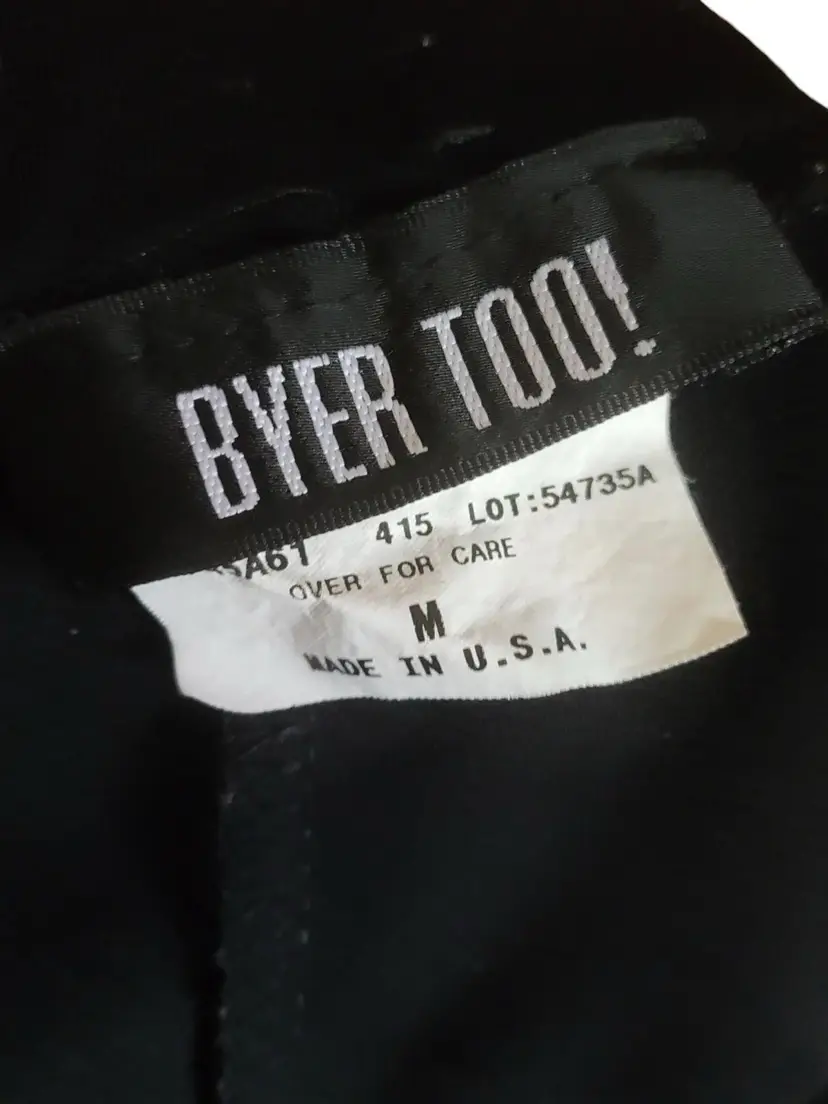 BYER TOO!
415 LOT:54735A
OVER FOR CARE
M
MADE IN U.S.A.